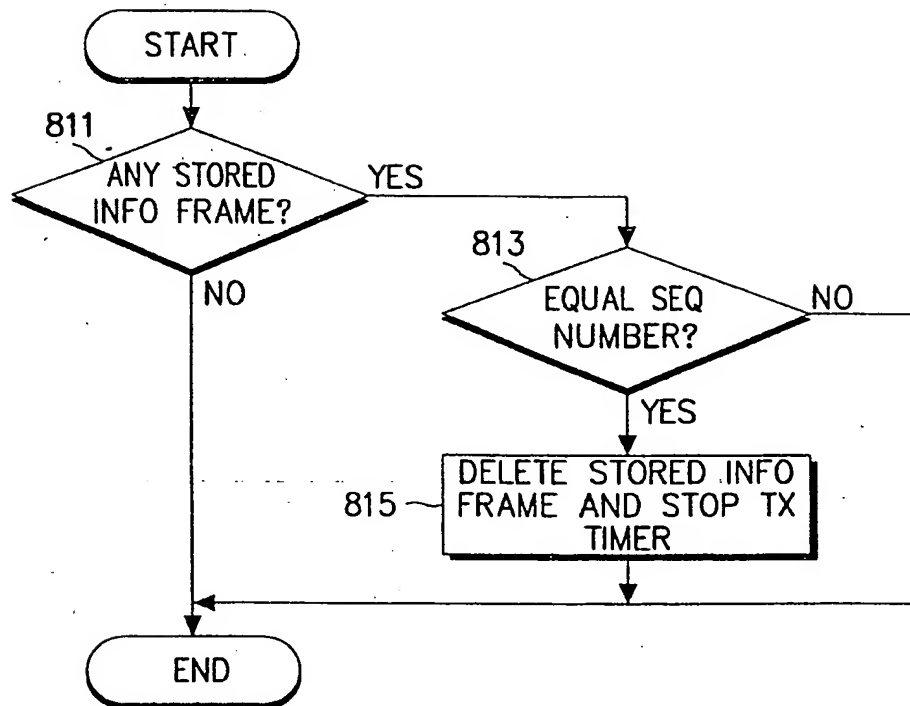 START
811
ANY STORED
INFO FRAME?
YES
NO
813
EQUAL SEQ
NUMBER?
NO
YES
815
DELETE STORED INFO
FRAME AND STOP TX
TIMER
END